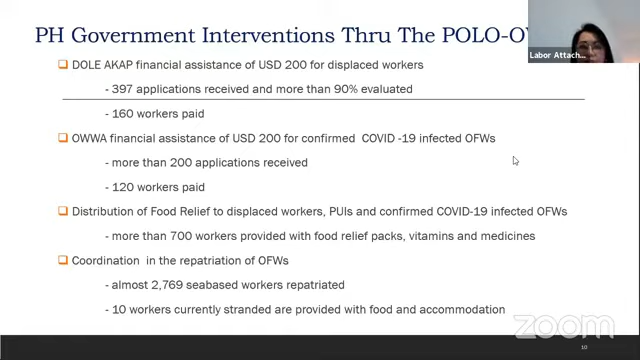 PH Government Interventions Thru The POLO-O
Labor Attach
DOLE AKAP financial assistance of USD 200 for displaced workers
- 397 applications received and more than 90% evaluated
- 160 workers paid
OWWA financial assistance of USD 200 for confirmed COVID -19 infected OFWs
- more than 200 applications received
- 120 workers paid
Distribution of Food Relief to displaced workers, PUIs and confirmed COVID-19 infected OFWs
- more than 700 workers provided with food relief packs, vitamins and medicines
Coordination in the repatriation of OFWs
- almost 2,769 seabased workers repatriated
- 10 workers currently stranded are provided with food and accommodation
zoom
10